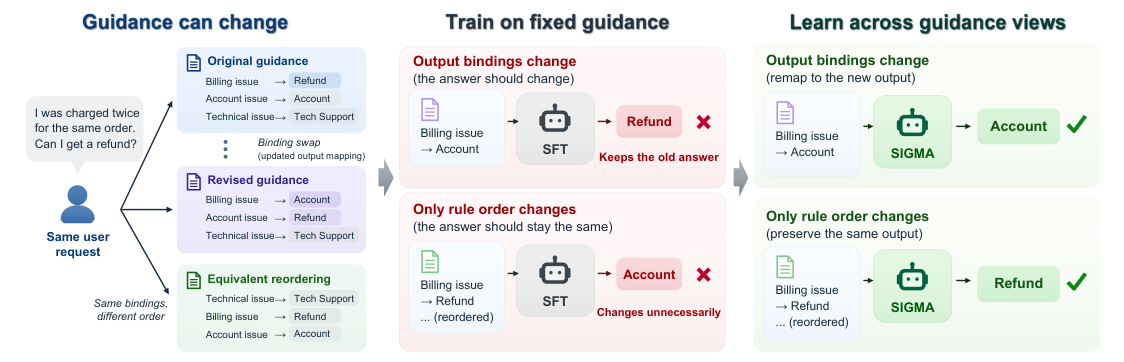 Guidance can change
I was charged twice
for the same order.
Can I get a refund?
Same user
request
Original guidance
Billing issue → Refund
Account issue → Account
Technical issue → Tech Support
Binding swap
(updated output mapping)
Revised guidance
Billing issue → Account
Account issue → Refund
Technical issue → Tech Support
Same bindings,
different order
Equivalent reordering
Technical issue → Tech Support
Billing issue → Refund
Account issue → Account
Train on fixed guidance
Output bindings change
(the answer should change)
Billing issue
→ Account
SFT
Refund
Keeps the old answer
Only rule order changes
(the answer should stay the same)
Billing issue
→ Refund
... (reordered)
SFT
Account
Changes unnecessarily
Learn across guidance views
Output bindings change
(remap to the new output)
Billing issue
→ Account
SIGMA
Account
Only rule order changes
(preserve the same output)
Billing issue
→ Refund
... (reordered)
SIGMA
Refund